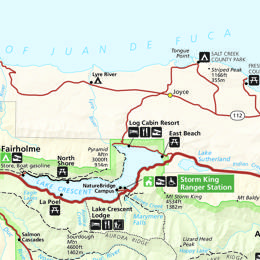 OF JUAN DE FUCA
Tongue
Point
SALT CREEK
COUNTY PARK
Striped Peak
1166ft
355m
Lyre River
Joyce
112
Log Cabin Resort
East Beach
Fairholme
Store, Boat gasoline
Pyramid
Mtn
3000ft
914m
North
Shore
Lake
Sutherland
LAKE CRESCENT
NatureBridge
Campus
Storm King
Ranger Station
La Poel
Lake Crescent
Lodge
Mt Storm King
4534ft
1382m
Marymere
Falls
Mt Baldy
Salmon
Cascades
Sourdough
Mtn
4600ft
1402m
AURORA RIDGE
Lizard Head
Peak